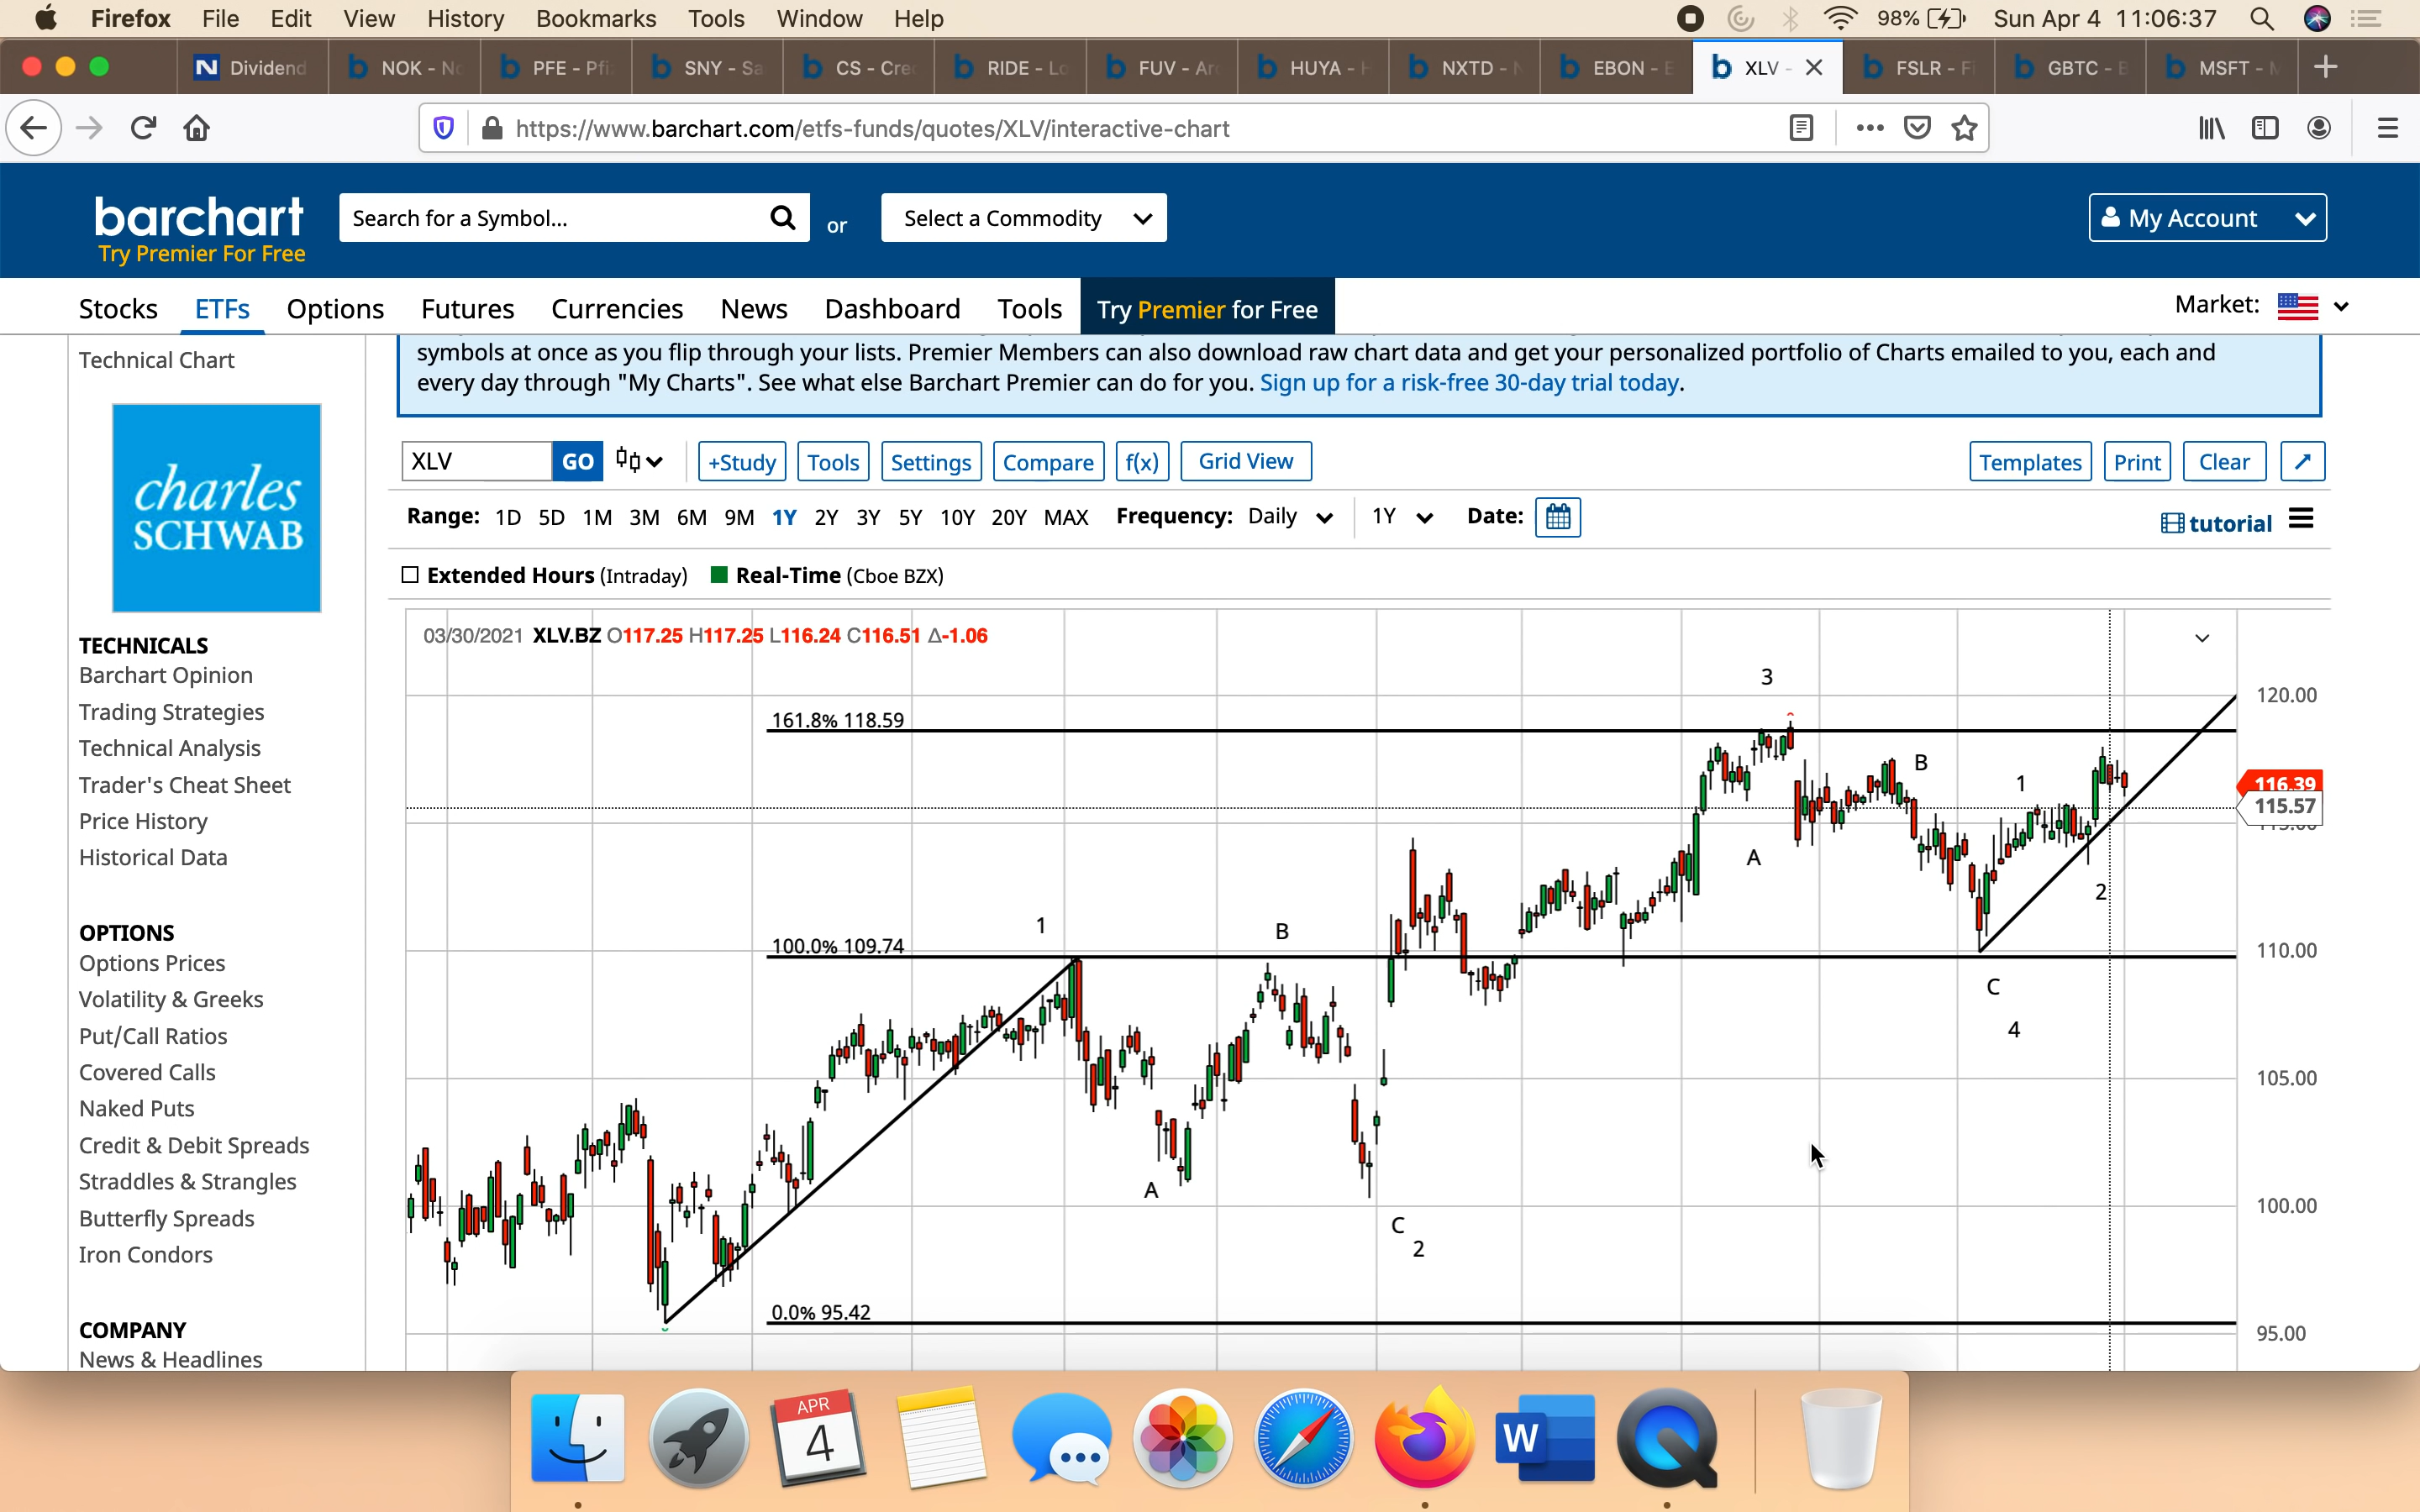 Firefox File Edit View History Bookmarks Tools Window Help 98% Sun Apr 4 11:06:37
N Dividend NOK - PFE - SNY - CS - RIDE - FUV - HUYA - NXTD - EBON - XLV - FSLR - GBTC - MSFT -
https://www.barchart.com/etfs-funds/quotes/XLV/interactive-chart
barchart
Try Premier For Free
Search for a Symbol... or Select a Commodity My Account
Stocks ETFs Options Futures Currencies News Dashboard Tools Try Premier for Free Market:
symbols at once as you flip through your lists. Premier Members can also download raw chart data and get your personalized portfolio of Charts emailed to you, each and
every day through "My Charts". See what else Barchart Premier can do for you. Sign up for a risk-free 30-day trial today.
Technical Chart
charles
SCHWAB
TECHNICALS
Barchart Opinion
Trading Strategies
Technical Analysis
Trader's Cheat Sheet
Price History
Historical Data
OPTIONS
Options Prices
Volatility & Greeks
Put/Call Ratios
Covered Calls
Naked Puts
Credit & Debit Spreads
Straddles & Strangles
Butterfly Spreads
Iron Condors
COMPANY
News & Headlines
XLV GO +Study Tools Settings Compare f(x) Grid View Templates Print Clear
Range: 1D 5D 1M 3M 6M 9M 1Y 2Y 3Y 5Y 10Y 20Y MAX Frequency: Daily 1Y Date: tutorial
Extended Hours (Intraday) Real-Time (Cboe BZX)
03/30/2021 XLV.BZ O117.25 H117.25 L116.24 C116.51 Δ-1.06
3
120.00
161.8% 118.59
B
1
116.39
115.57
A
2
1
B
100.0% 109.74
110.00
C
4
105.00
A
100.00
C
2
0.0% 95.42
95.00
APR
4
W